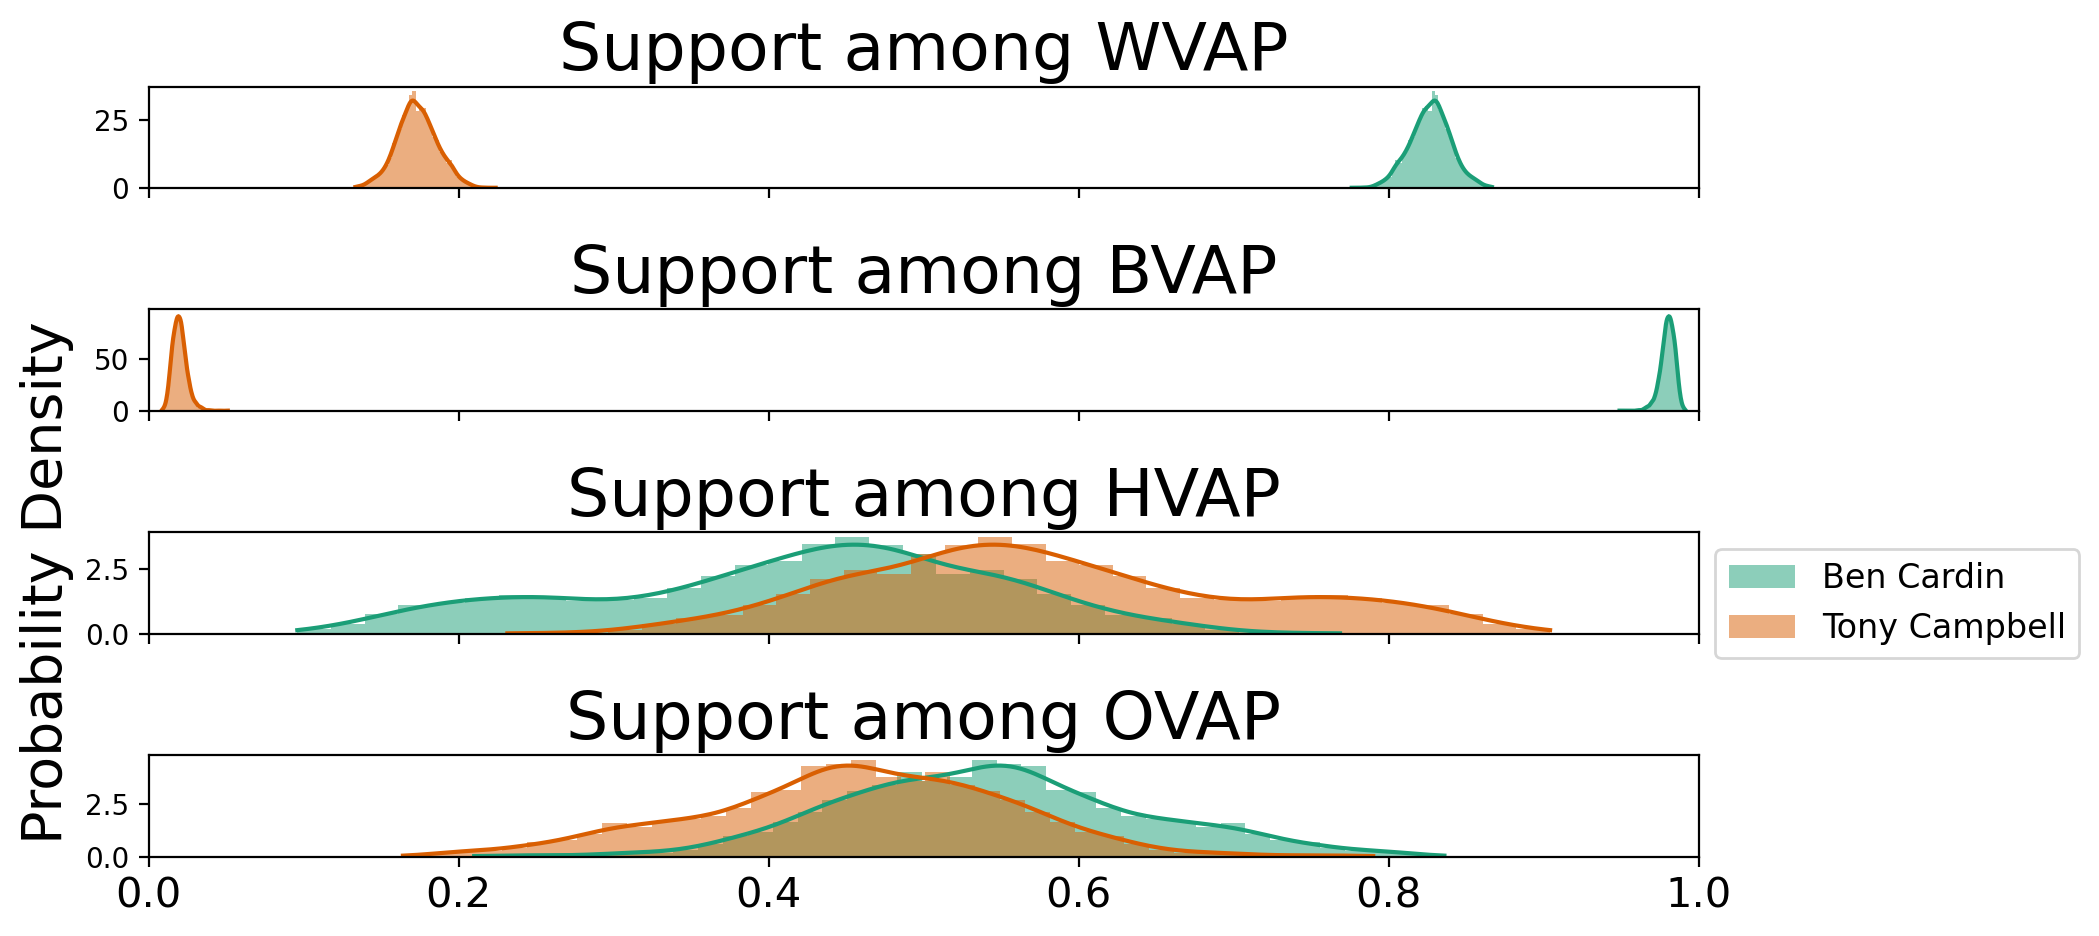 Support among WVAP
25
0
Support among BVAP
50
0
Support among HVAP
2.5
0.0
Support among OVAP
2.5
0.0
0.0 0.2 0.4 0.6 0.8 1.0
Probability Density
Ben Cardin
Tony Campbell